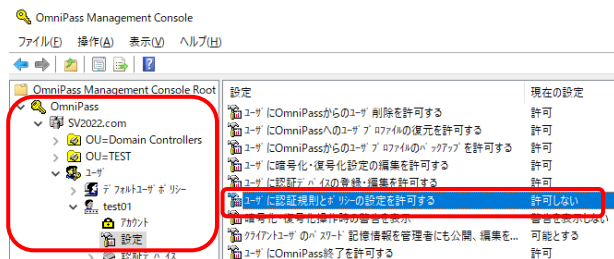 OmniPass Management Console
ファイル(F) 操作(A) 表示(V) ヘルプ(H)
OmniPass Management Console Root
OmniPass
SV2022.com
OU=Domain Controllers
OU=TEST
ユーザ
デフォルトユーザポリシー
test01
アカウント
設定
認証デバイス
設定 現在の設定
ユーザにOmniPassからのユーザ削除を許可する 許可
ユーザにOmniPassへのユーザプロファイルの復元を許可する 許可
ユーザにOmniPassからのユーザプロファイルのバックアップを許可する 許可
ユーザに暗号化・復号化設定の編集を許可する 許可
ユーザに認証デバイスの登録・編集を許可する 許可
ユーザに認証規則とポリシーの設定を許可する 許可しない
暗号化・復号化操作時の警告を表示 警告を表示しない
クライアントユーザのパスワード記憶情報を管理者にも公開、編集を... 可能とする
ユーザにOmniPass終了を許可する 許可